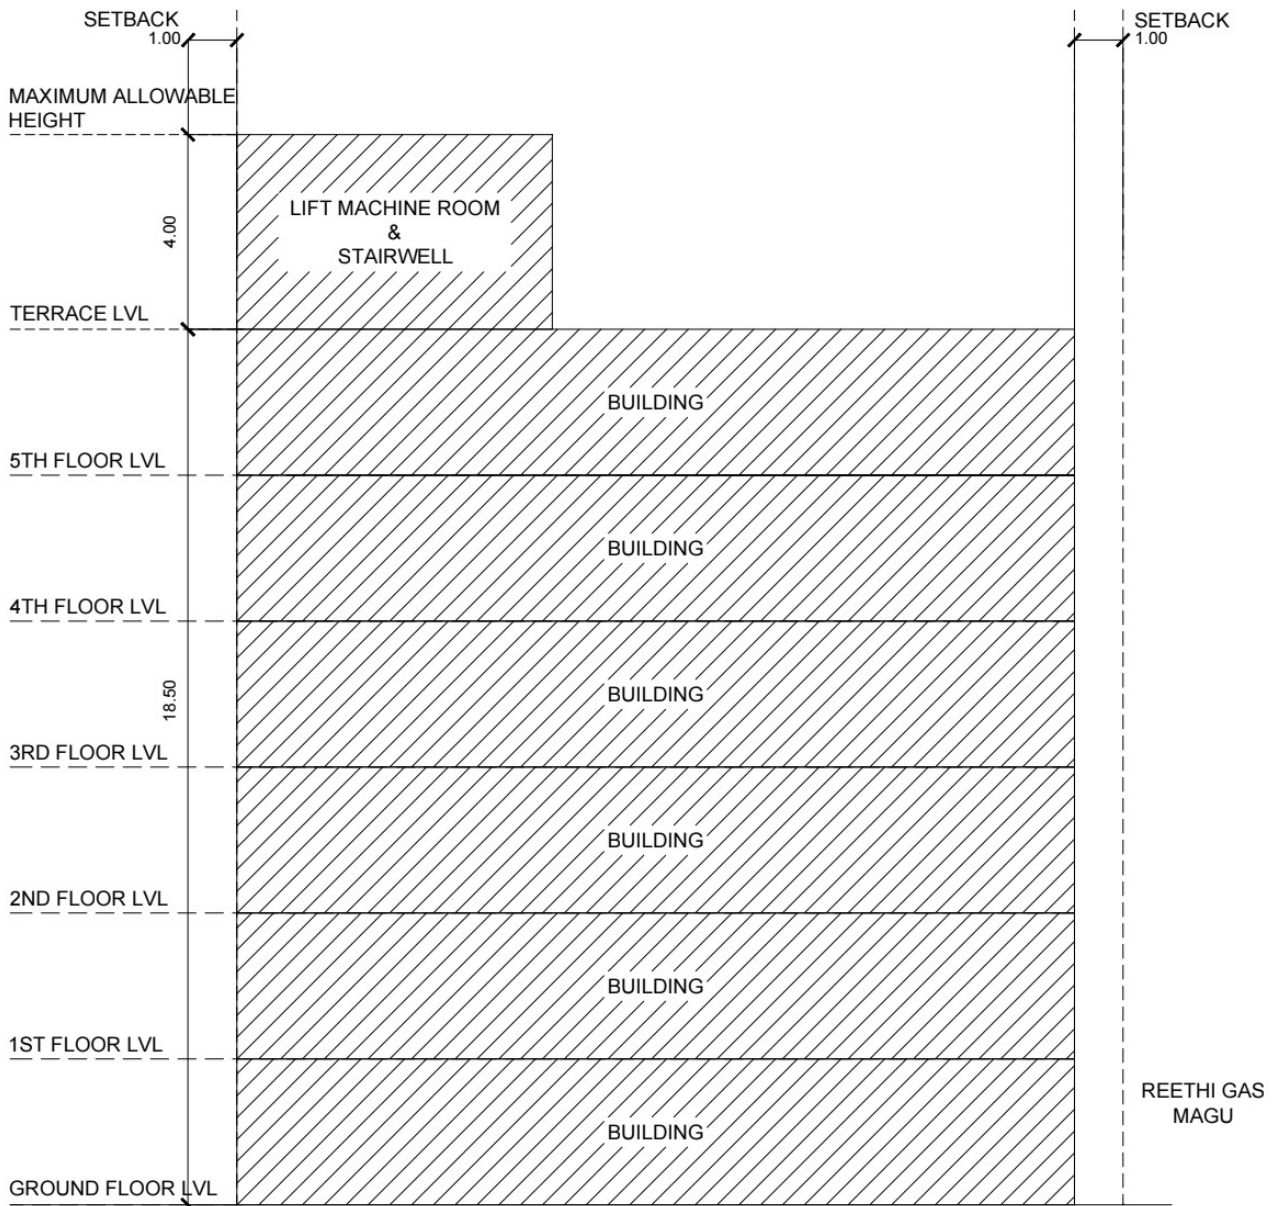 SETBACK
1.00
SETBACK
1.00
MAXIMUM ALLOWABLE
HEIGHT
LIFT MACHINE ROOM
&
STAIRWELL
4.00
TERRACE LVL
BUILDING
5TH FLOOR LVL
BUILDING
4TH FLOOR LVL
BUILDING
18.50
3RD FLOOR LVL
BUILDING
2ND FLOOR LVL
BUILDING
1ST FLOOR LVL
REETHI GAS
MAGU
BUILDING
GROUND FLOOR LVL